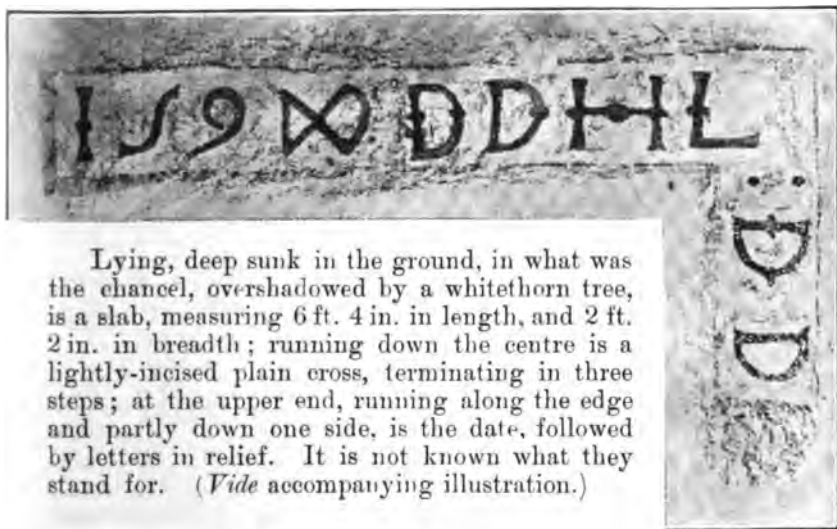 1598DDHL
: D D
Lying, deep sunk in the ground, in what was
the chancel, overshadowed by a whitethorn tree,
is a slab, measuring 6 ft. 4 in. in length, and 2 ft.
2 in. in breadth ; running down the centre is a
lightly-incised plain cross, terminating in three
steps ; at the upper end, running along the edge
and partly down one side, is the date, followed
by letters in relief. It is not known what they
stand for. (Vide accompanying illustration.)